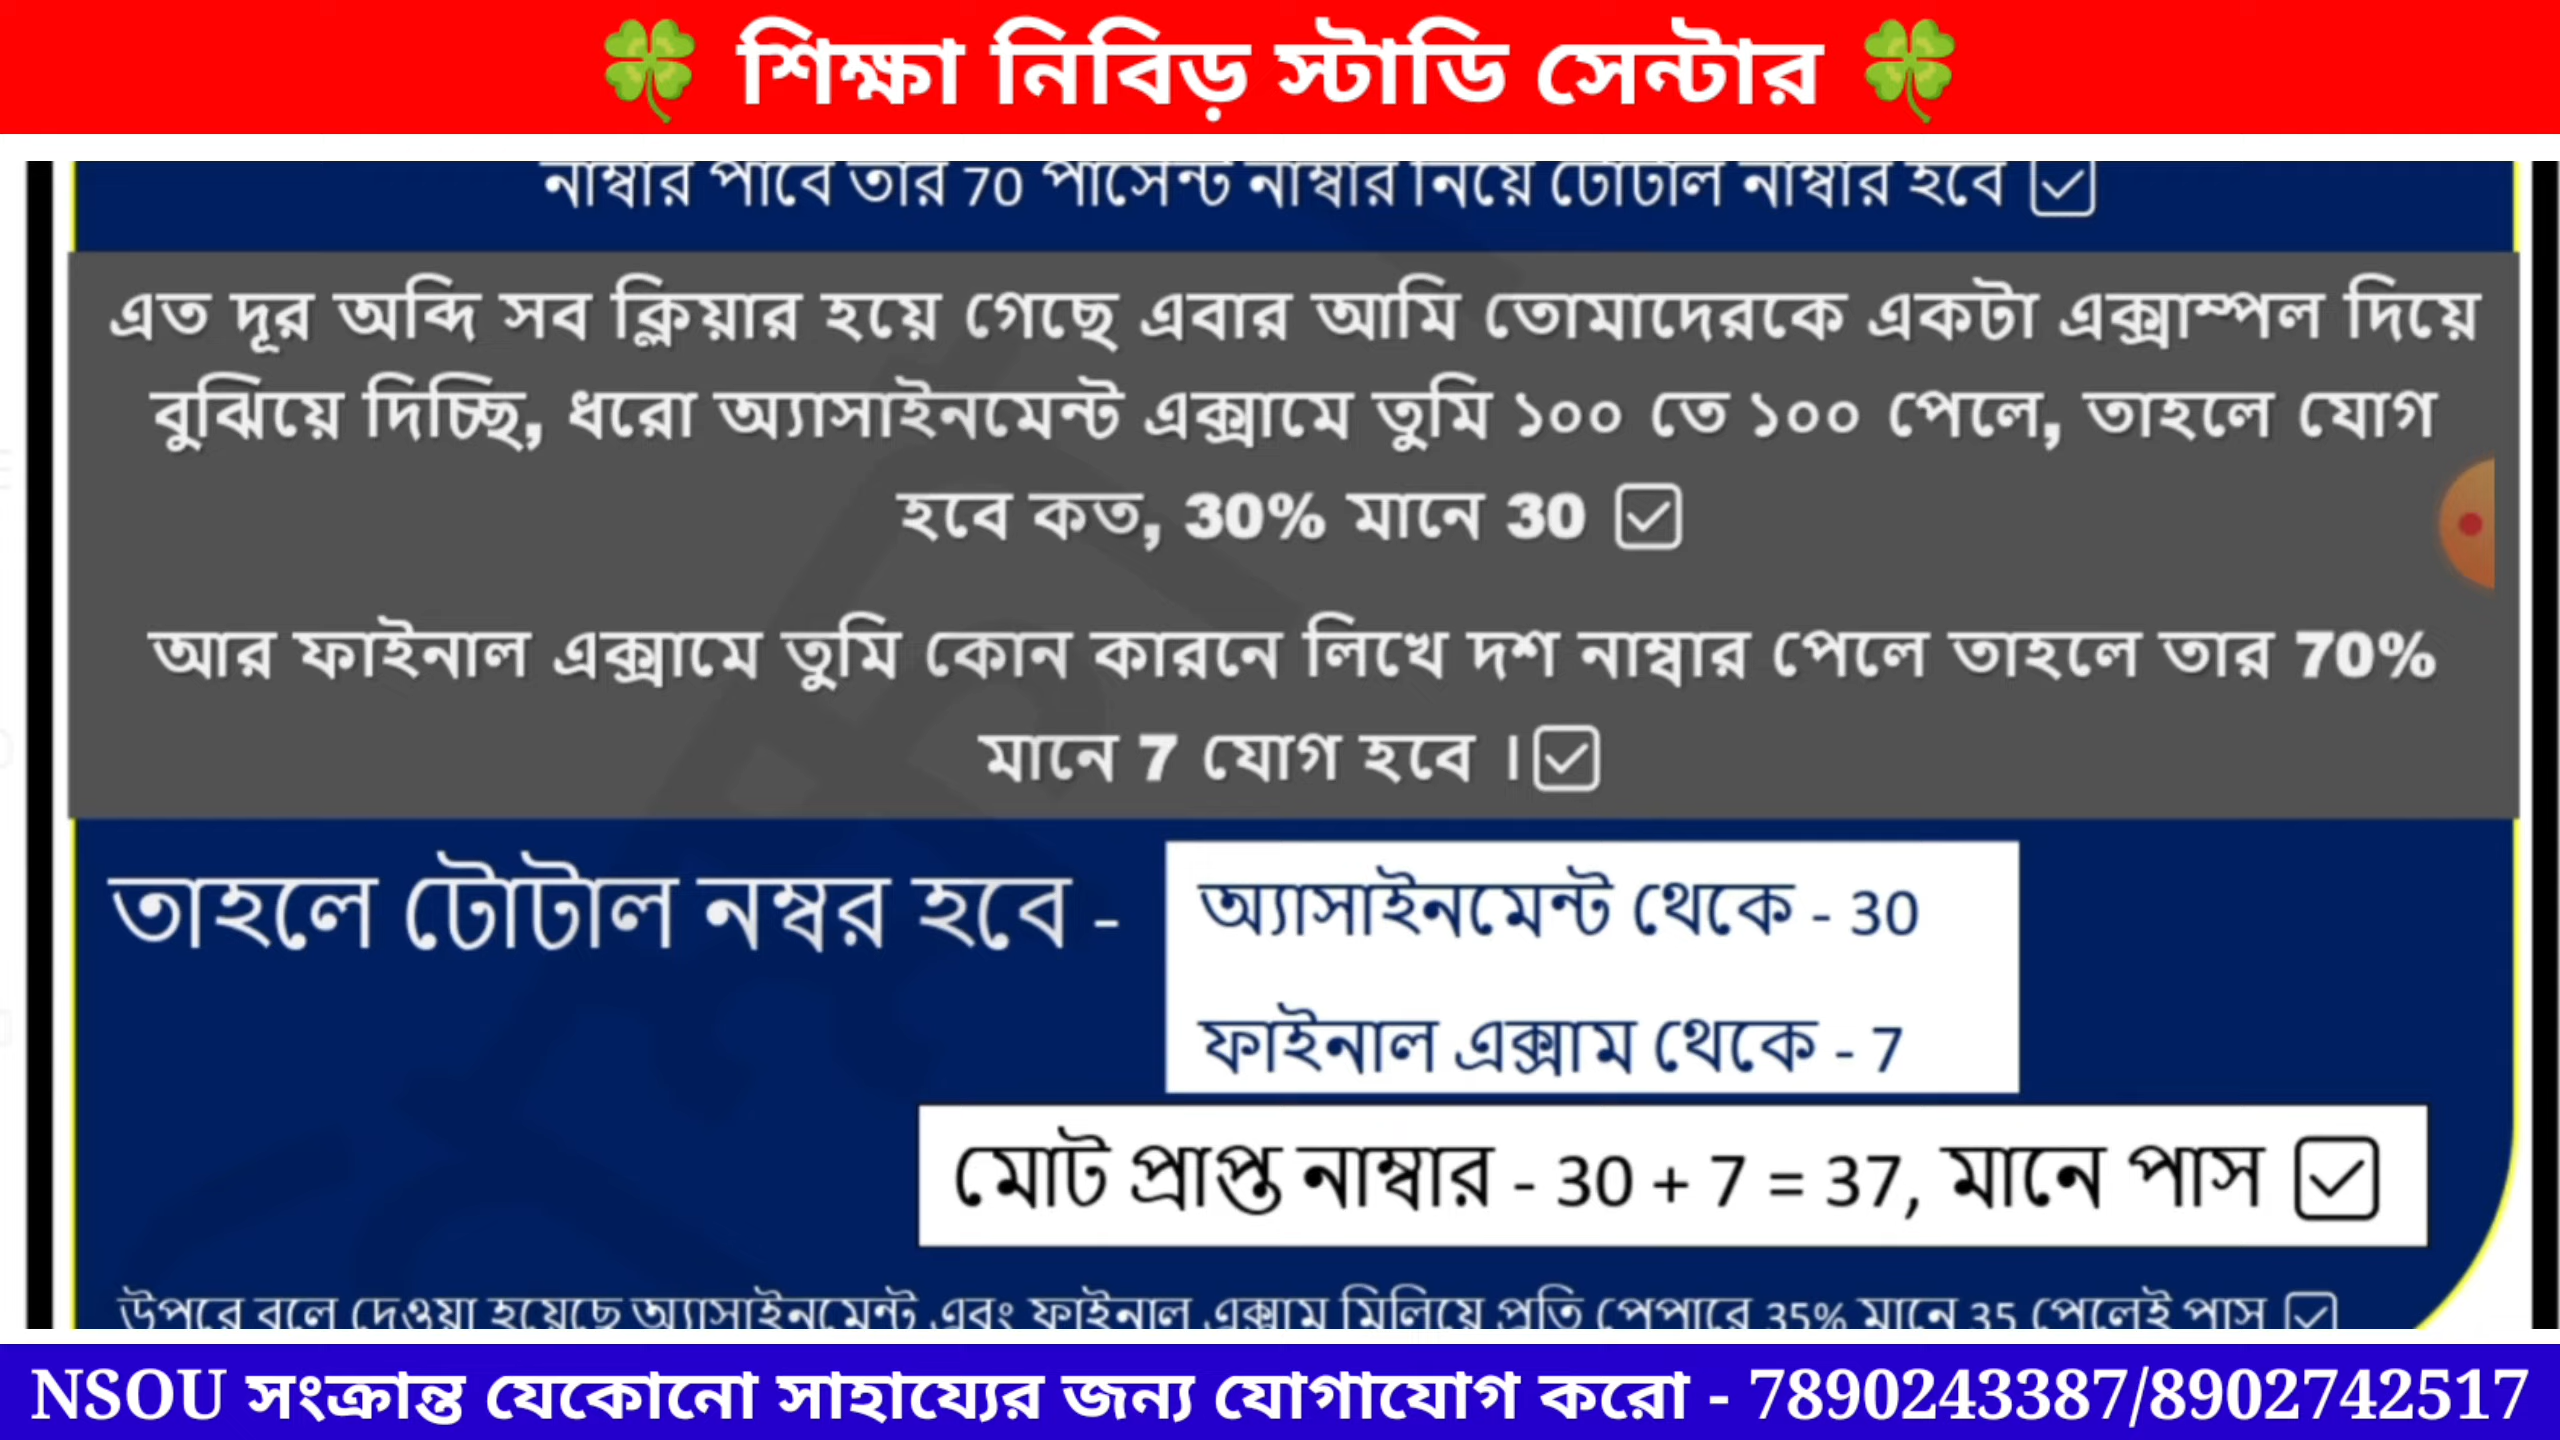 🍀 শিক্ষা নিবিড় স্টাডি সেন্টার 🍀
নাম্বার পাবে তার 70 পার্সেন্ট নাম্বার নিয়ে টোটাল নাম্বার হবে ☑
এত দূর অব্দি সব ক্লিয়ার হয়ে গেছে এবার আমি তোমাদেরকে একটা এক্সাম্পল দিয়ে
বুঝিয়ে দিচ্ছি, ধরো অ্যাসাইনমেন্ট এক্সামে তুমি ১০০ তে ১০০ পেলে, তাহলে যোগ
হবে কত, 30% মানে 30 ☑
আর ফাইনাল এক্সামে তুমি কোন কারনে লিখে দশ নাম্বার পেলে তাহলে তার 70%
মানে 7 যোগ হবে ।☑
তাহলে টোটাল নম্বর হবে -
অ্যাসাইনমেন্ট থেকে - 30
ফাইনাল এক্সাম থেকে - 7
মোট প্রাপ্ত নাম্বার - 30 + 7 = 37, মানে পাস ☑
উপরে বলে দেওয়া হয়েছে অ্যাসাইনমেন্ট এবং ফাইনাল এক্সাম মিলিয়ে প্রতি পেপারে 35% মানে 35 পেলেই পাস ☑
NSOU সংক্রান্ত যেকোনো সাহায্যের জন্য যোগাযোগ করো - 7890243387/8902742517